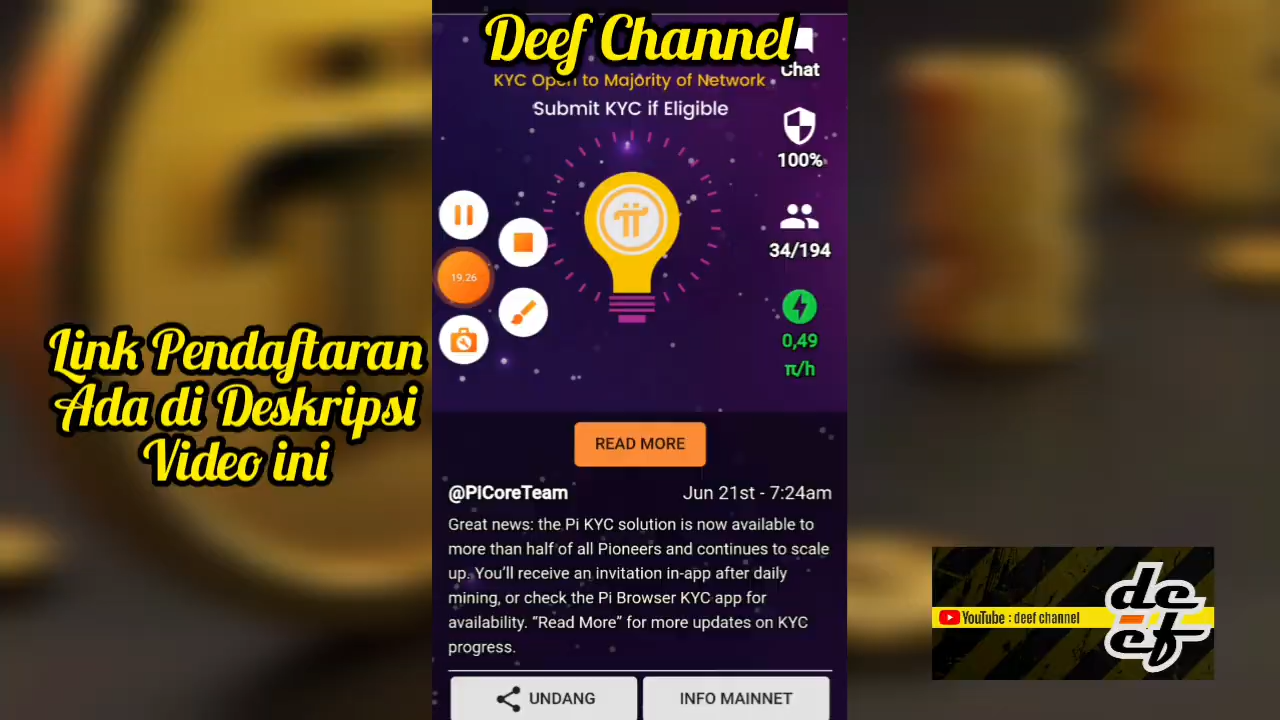 Deef Channel
Chat
KYC Open to Majority of Network
Submit KYC if Eligible
100%
34/194
19.26
0,49
π/h
Link Pendaftaran
Ada di Deskripsi
Video ini
READ MORE
@PiCoreTeam
Jun 21st - 7:24am
Great news: the Pi KYC solution is now available to
more than half of all Pioneers and continues to scale
up. You’ll receive an invitation in-app after daily
mining, or check the Pi Browser KYC app for
availability. “Read More” for more updates on KYC
progress.
UNDANG
INFO MAINNET
YouTube : deef channel
de
ef